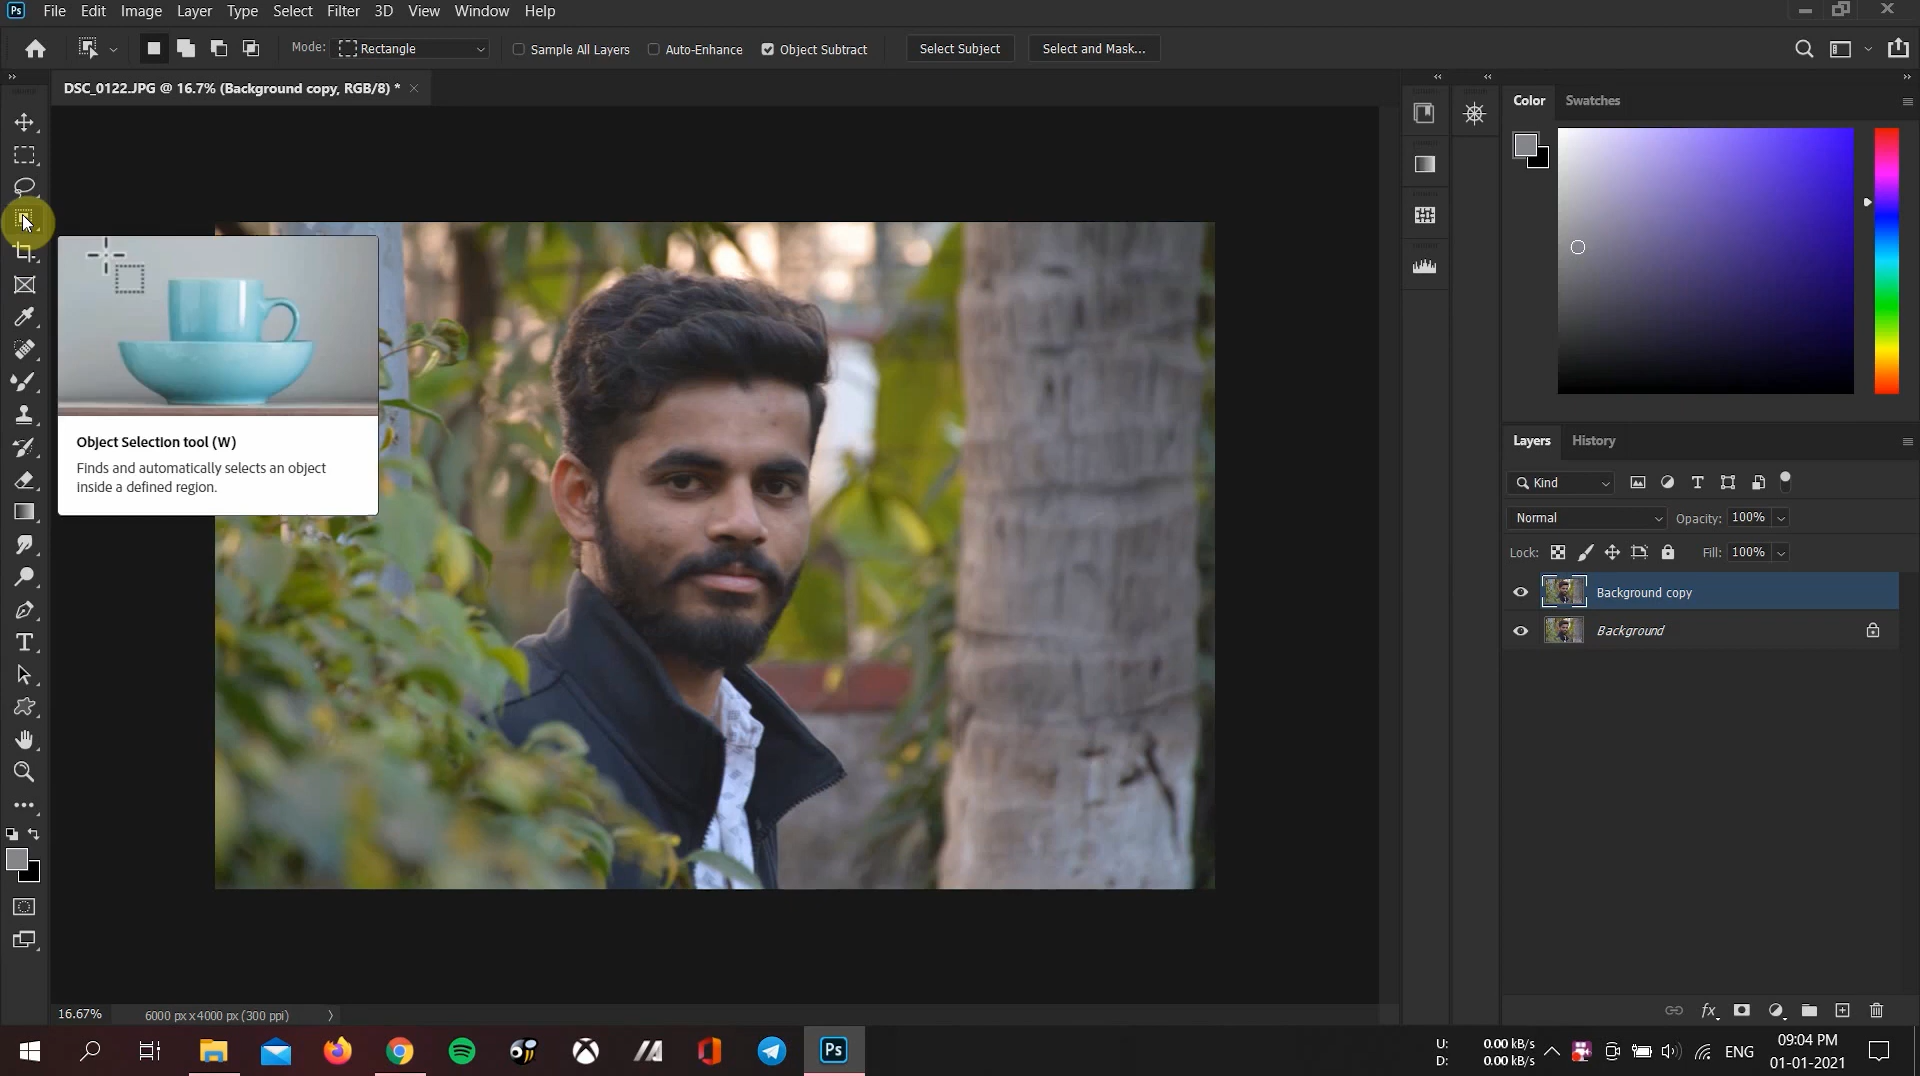 Ps File Edit Image Layer Type Select Filter 3D View Window Help
Mode: Rectangle Sample All Layers Auto-Enhance Object Subtract Select Subject Select and Mask...
DSC_0122.JPG @ 16.7% (Background copy, RGB/8) * ×
Color Swatches
Object Selection tool (W)
Finds and automatically selects an object
inside a defined region.
Layers History
Kind
Normal Opacity: 100%
Lock: Fill: 100%
Background copy
Background
T
fx
16.67% 6000 px x 4000 px (300 ppi)
Ps
U: 0.00 kB/s
D: 0.00 kB/s
ENG
09:04 PM
01-01-2021